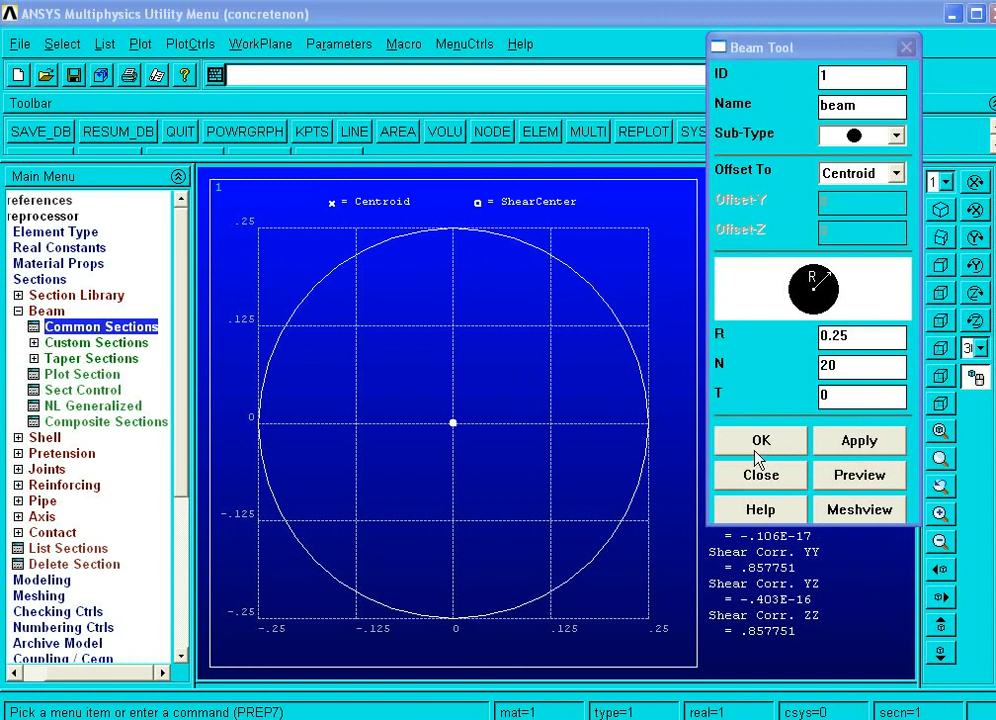 ANSYS Multiphysics Utility Menu (concretenon)
File Select List Plot PlotCtrls WorkPlane Parameters Macro MenuCtrls Help
Toolbar
SAVE_DB RESUM_DB QUIT POWRGRPH KPTS LINE AREA VOLU NODE ELEM MULTI REPLOT SYS
Main Menu
references
reprocessor
Element Type
Real Constants
Material Props
Sections
Section Library
Beam
Common Sections
Custom Sections
Taper Sections
Plot Section
Sect Control
NL Generalized
Composite Sections
Shell
Pretension
Joints
Reinforcing
Pipe
Axis
Contact
List Sections
Delete Section
Modeling
Meshing
Checking Ctrls
Numbering Ctrls
Archive Model
Coupling / Ceqn
1
x = Centroid
= ShearCenter
.25
.125
0
-.125
-.25
-.25 -.125 0 .125 .25
Beam Tool
ID 1
Name beam
Sub-Type
Offset To Centroid
Offset-Y 0
Offset-Z 0
R
R 0.25
N 20
T 0
OK Apply
Close Preview
Help Meshview
= -.106E-17
Shear Corr. YY
= .857751
Shear Corr. YZ
= -.403E-16
Shear Corr. ZZ
= .857751
1
3
Pick a menu item or enter a command (PREP7) mat=1 type=1 real=1 csys=0 secn=1